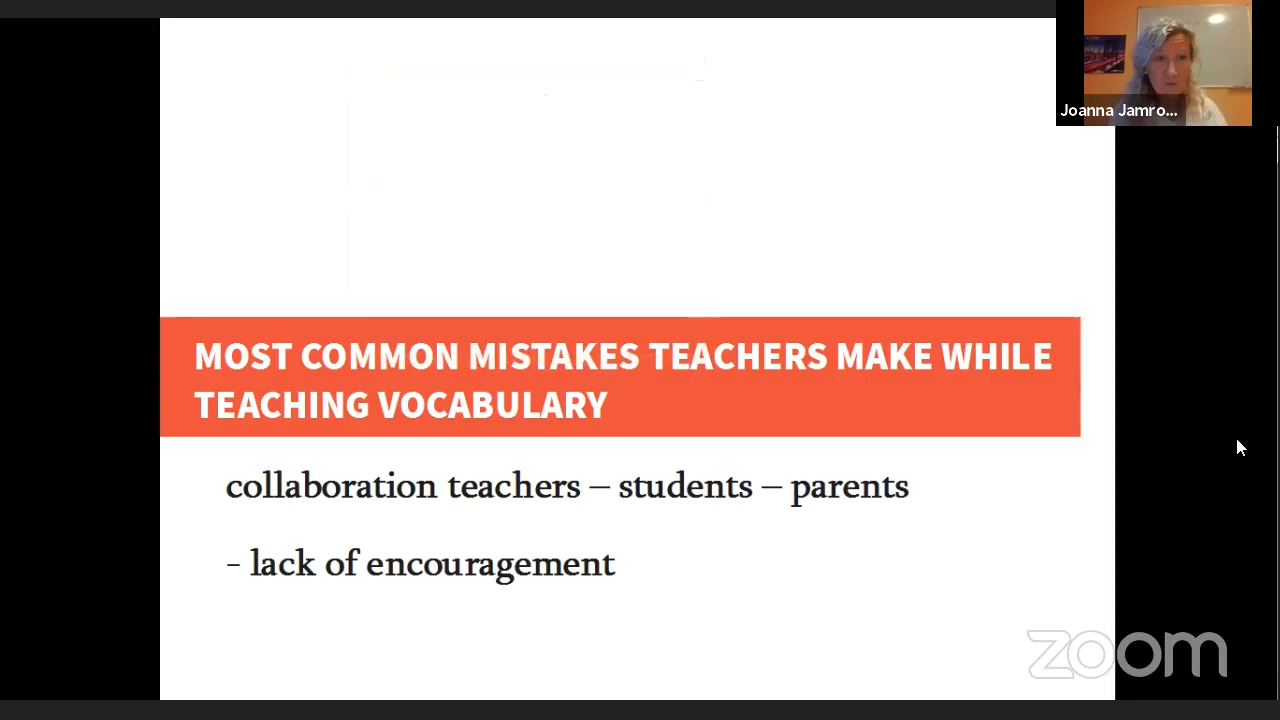 Joanna Jamro...
MOST COMMON MISTAKES TEACHERS MAKE WHILE
TEACHING VOCABULARY
collaboration teachers – students – parents
- lack of encouragement
zoom